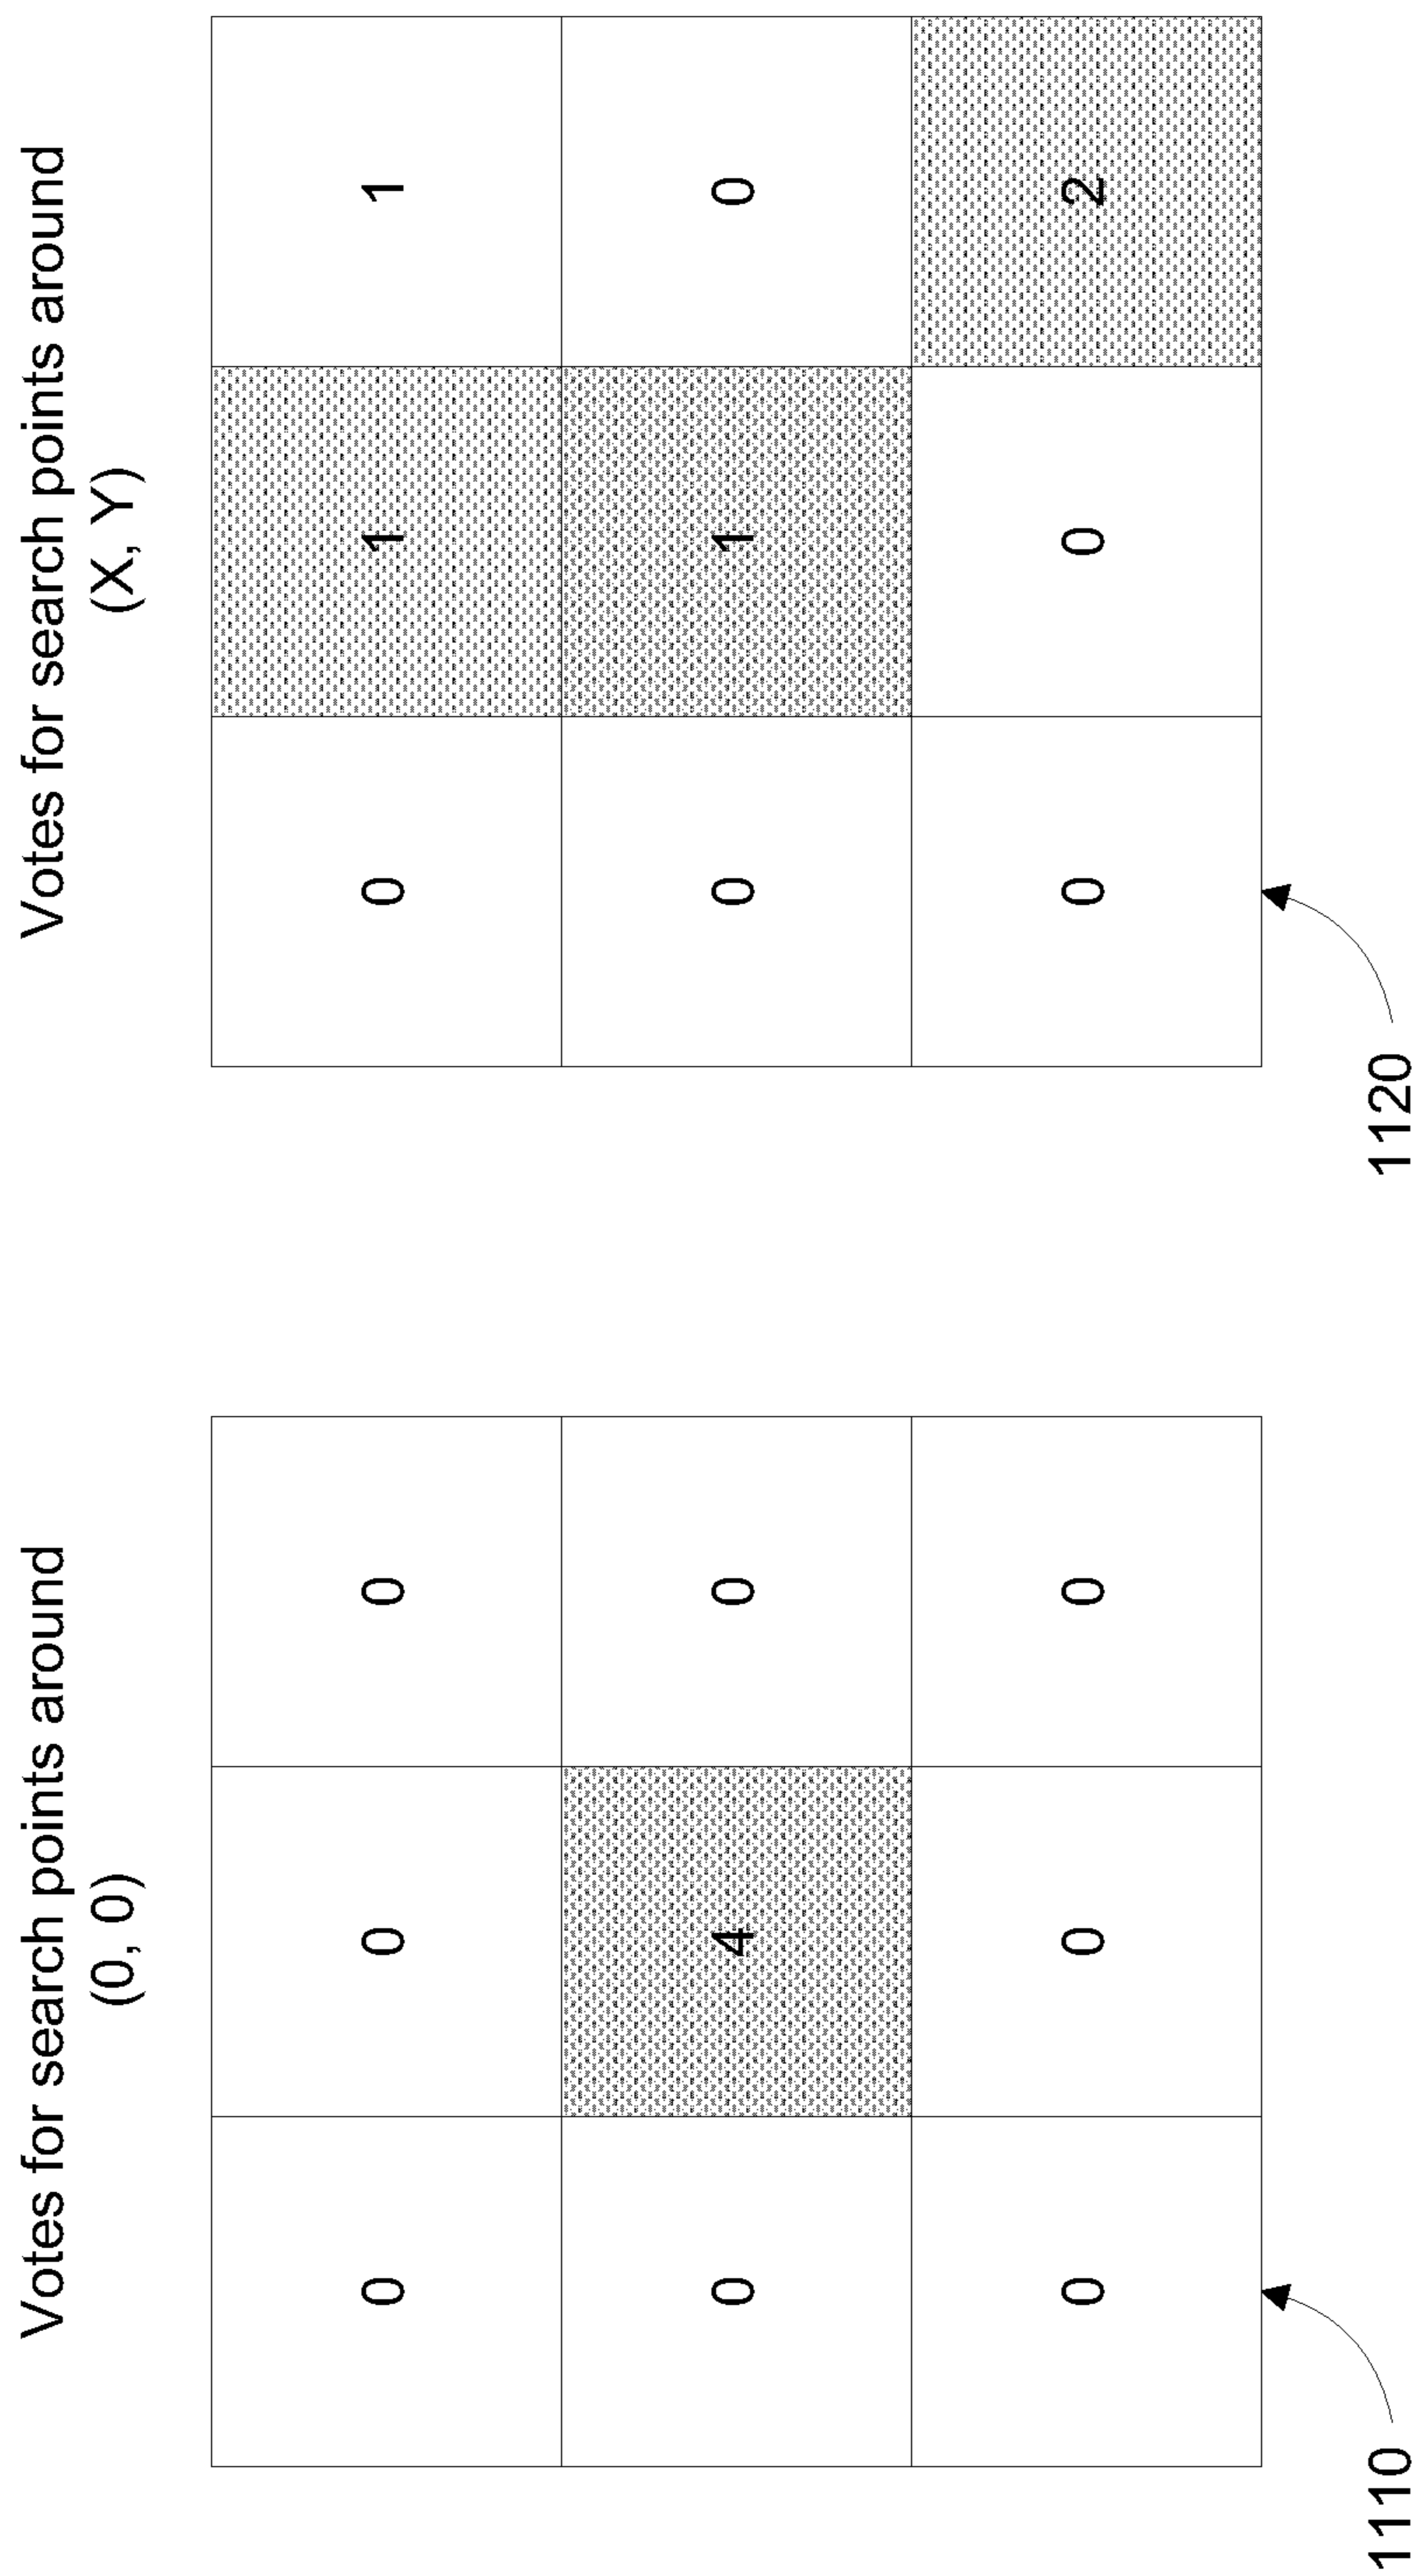 Votes for search points around
(0, 0)
0 0 0
0 4 0
0 0 0
1110
Votes for search points around
(X, Y)
0 1 1
0 1 0
0 0 2
1120